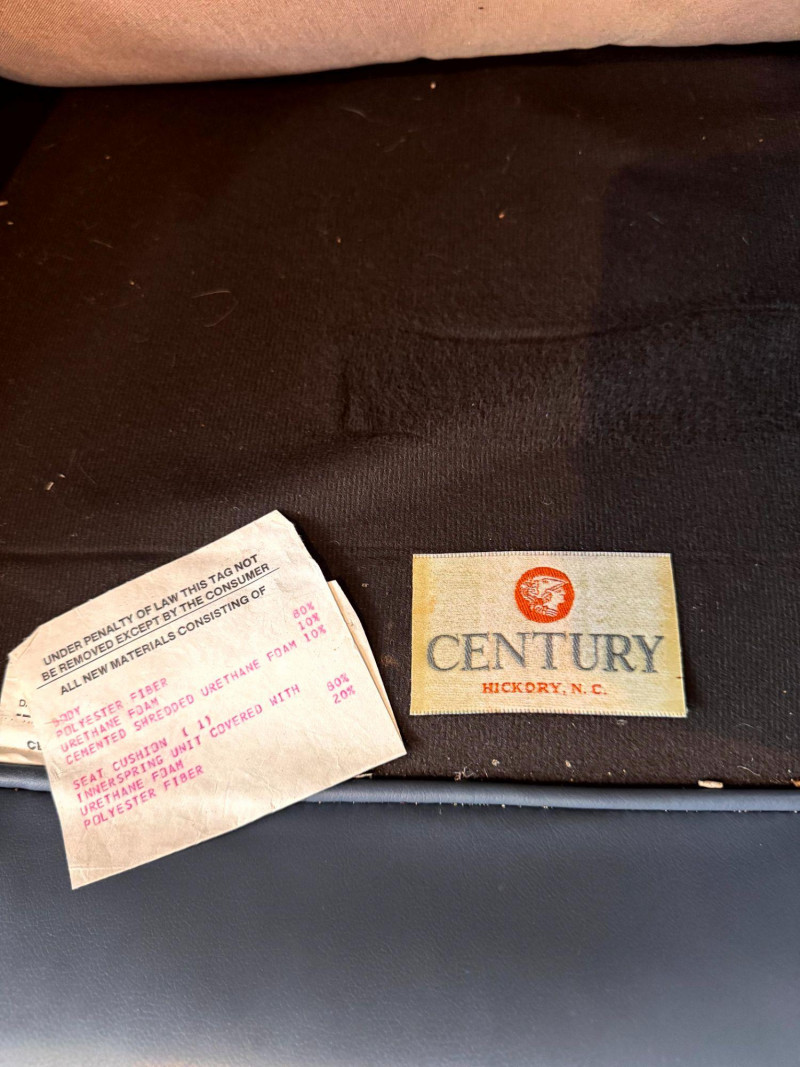 UNDER PENALTY OF LAW THIS TAG NOT
BE REMOVED EXCEPT BY THE CONSUMER
ALL NEW MATERIALS CONSISTING OF
BODY
POLYESTER FIBER 80%
URETHANE FOAM 10%
CEMENTED SHREDDED URETHANE FOAM 10%
SEAT CUSHION ( 1)
INNERSPRING UNIT COVERED WITH
URETHANE FOAM 80%
POLYESTER FIBER 20%
CENTURY
HICKORY, N. C.